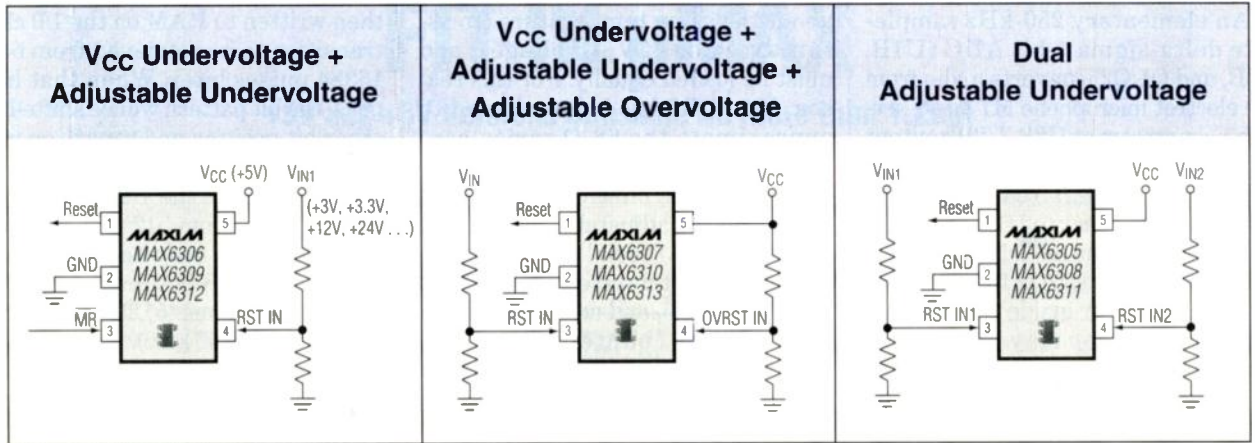 VCC Undervoltage +
Adjustable Undervoltage
VCC (+5V) VIN1
(+3V, +3.3V,
+12V, +24V . . .)
Reset
1
5
MAXIM
MAX6306
MAX6309
MAX6312
GND
2
MR
3
4
RST IN
VCC Undervoltage +
Adjustable Undervoltage +
Adjustable Overvoltage
VIN
VCC
Reset
1
5
MAXIM
MAX6307
MAX6310
MAX6313
GND
2
RST IN
3
4
OVRST IN
Dual
Adjustable Undervoltage
VIN1
VCC VIN2
Reset
1
5
MAXIM
MAX6305
MAX6308
MAX6311
GND
2
RST IN1
3
4
RST IN2